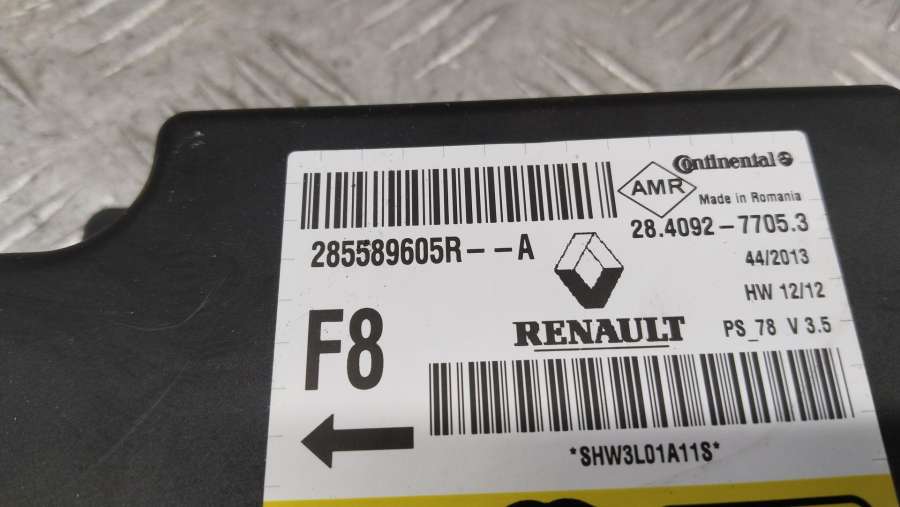 Continental
AMR
Made in Romania
285589605R--A
28.4092-7705.3
44/2013
HW 12/12
F8
RENAULT
PS_78 V 3.5
*SHW3L01A11S*